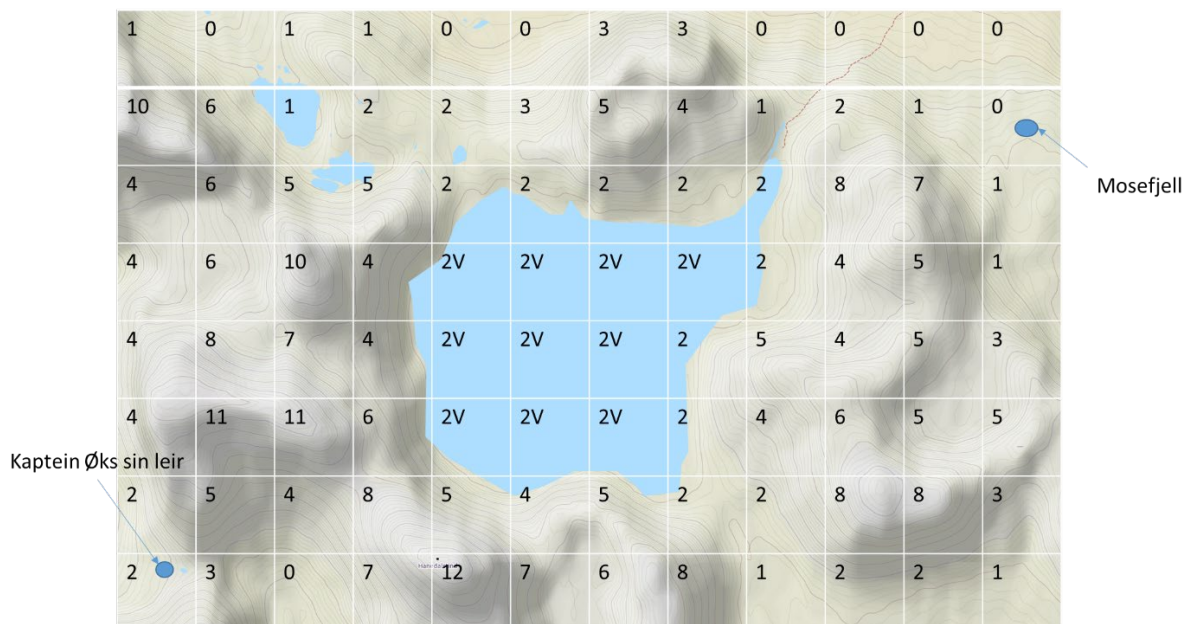 1 0 1 1 0 0 3 3 0 0 0 0
10 6 1 2 2 3 5 4 1 2 1 0
Mosefjell
4 6 5 5 2 2 2 2 2 8 7 1
4 6 10 4 2V 2V 2V 2V 2 4 5 1
4 8 7 4 2V 2V 2V 2 5 4 5 3
4 11 11 6 2V 2V 2V 2 4 6 5 5
Kaptein Øks sin leir
2 5 4 8 5 4 5 2 2 8 8 3
2 3 0 7 12 7 6 8 1 2 2 1